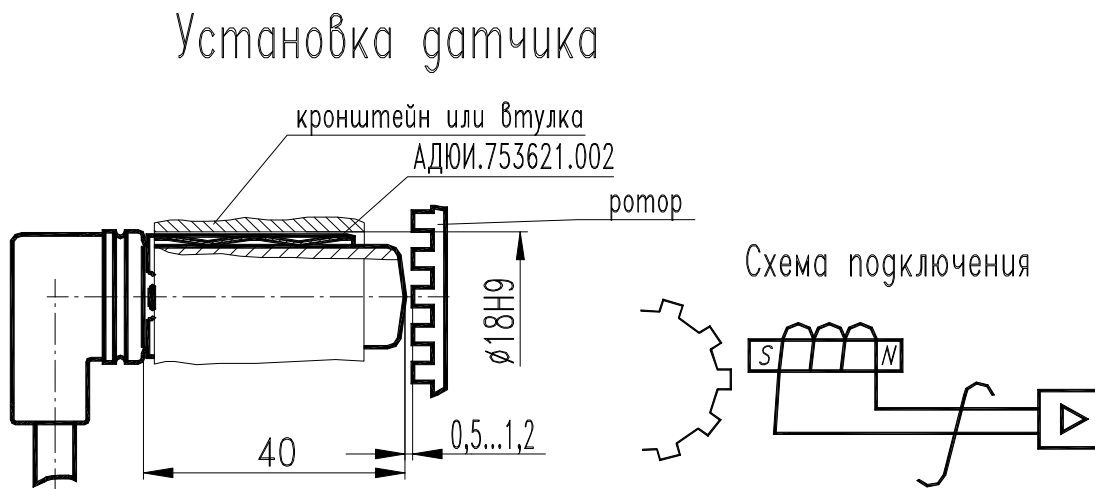 Установка датчика
кронштейн или втулка
АДЮИ.753621.002
ротор
Схема подключения
⌀18H9
S N
0,5...1,2
40